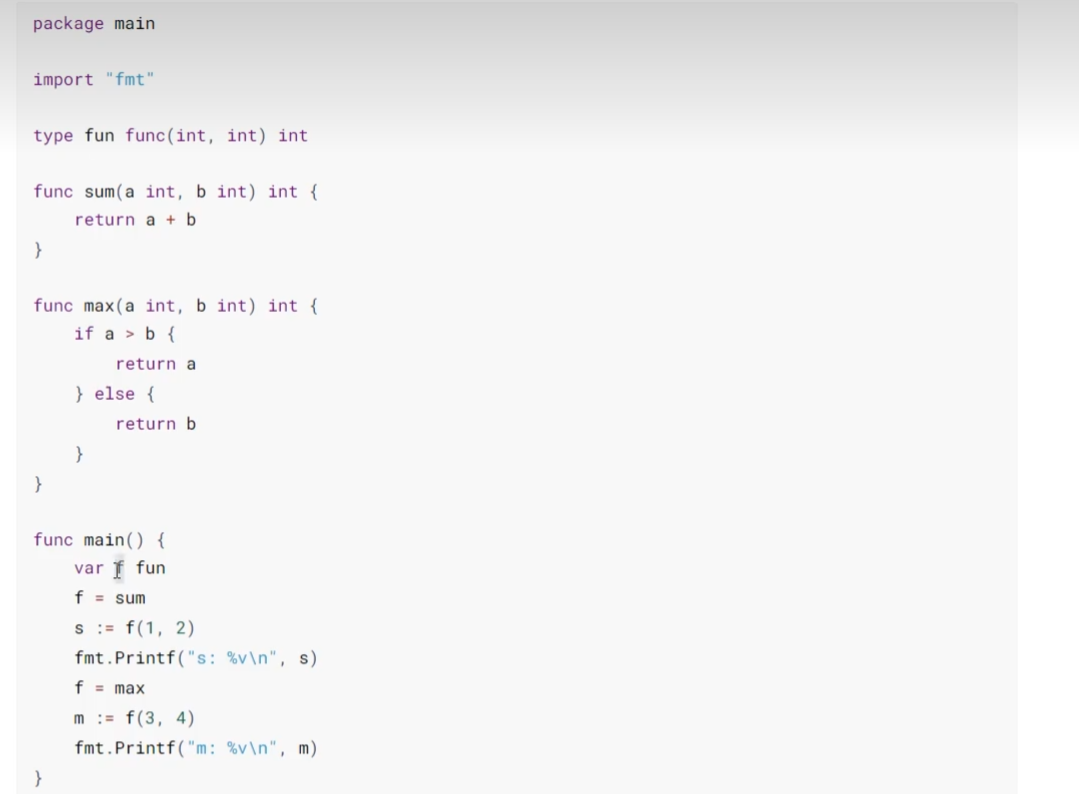 package main
import "fmt"
type fun func(int, int) int
func sum(a int, b int) int {
    return a + b
}
func max(a int, b int) int {
    if a > b {
        return a
    } else {
        return b
    }
}
func main() {
    var f fun
    f = sum
    s := f(1, 2)
    fmt.Printf("s: %v\n", s)
    f = max
    m := f(3, 4)
    fmt.Printf("m: %v\n", m)
}